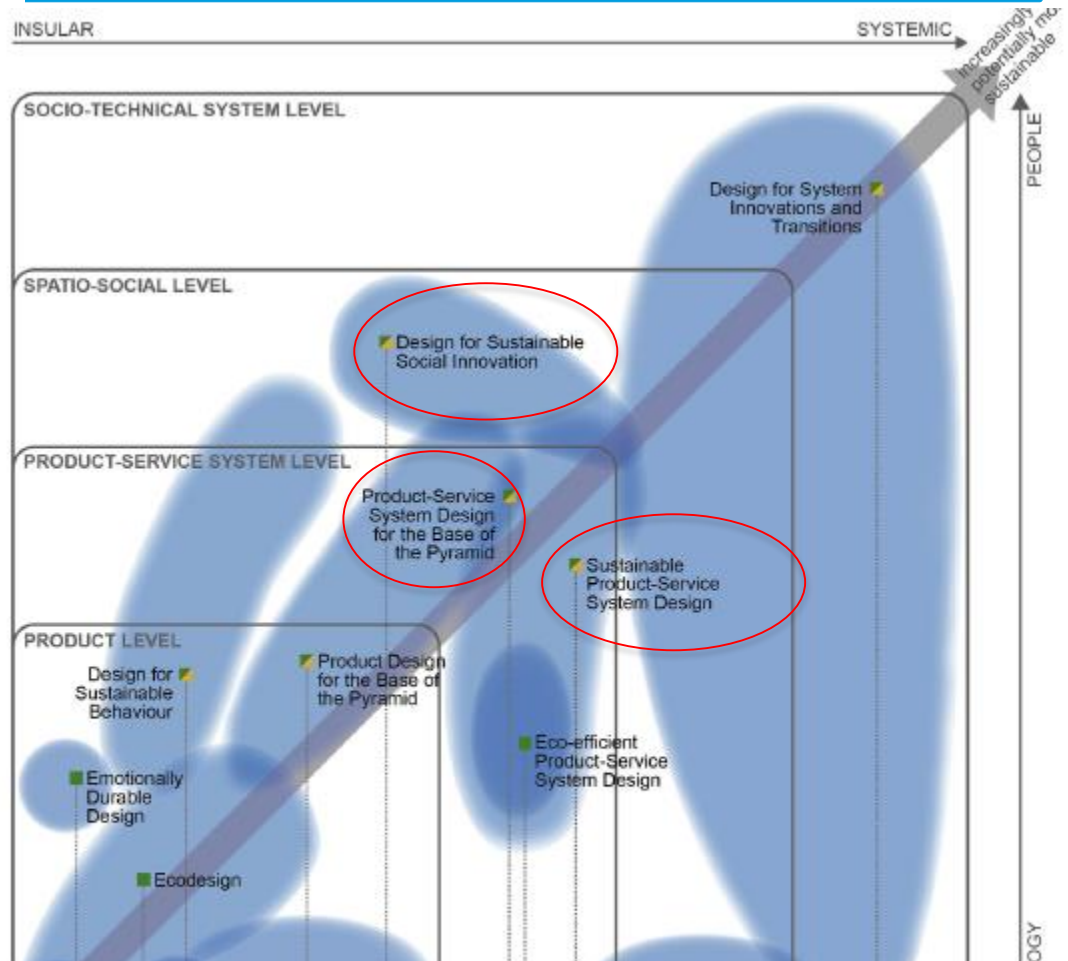 INSULAR
SYSTEMIC
Increasingly
potentially
sustainable
SOCIO-TECHNICAL SYSTEM LEVEL
PEOPLE
Design for System
Innovations and
Transitions
SPATIO-SOCIAL LEVEL
Design for Sustainable
Social Innovation
PRODUCT-SERVICE SYSTEM LEVEL
Product-Service
System Design
for the Base of
the Pyramid
Sustainable
Product-Service
System Design
PRODUCT LEVEL
Design for
Sustainable
Behaviour
Product Design
for the Base of
the Pyramid
Eco-efficient
Product-Service
System Design
Emotionally
Durable
Design
Ecodesign